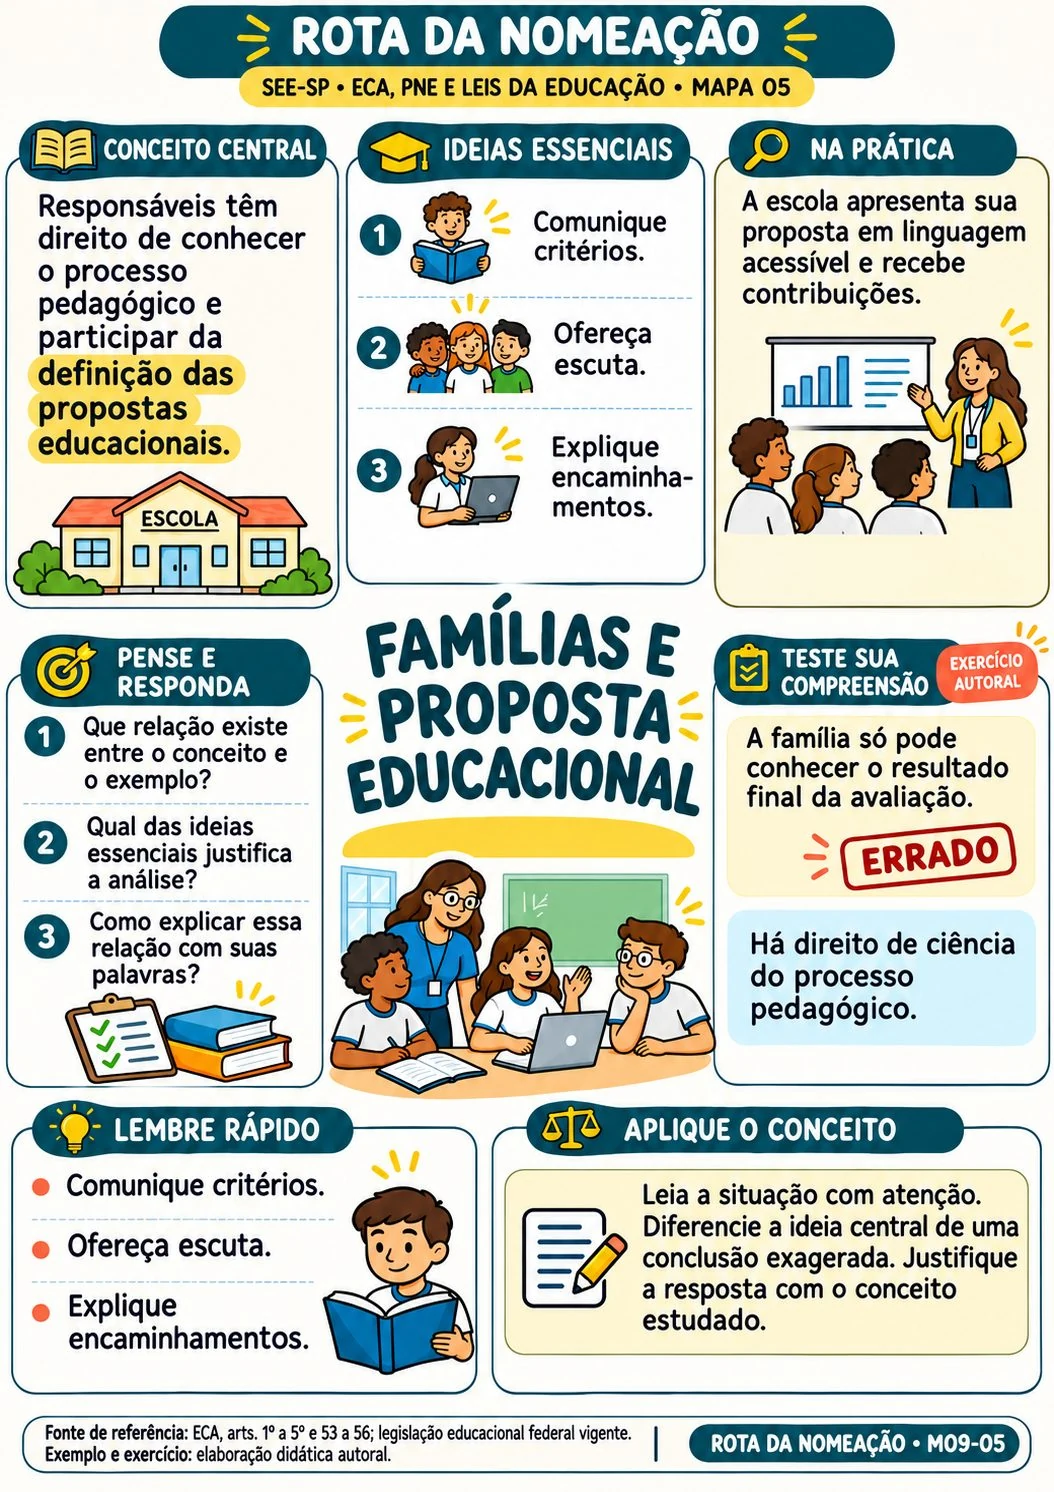 ROTA DA NOMEAÇÃO
SEE-SP • ECA, PNE E LEIS DA EDUCAÇÃO • MAPA 05
CONCEITO CENTRAL
Responsáveis têm
direito de conhecer
o processo
pedagógico e
participar da
definição das
propostas
educacionais.
ESCOLA
IDEIAS ESSENCIAIS
1
Comunique
critérios.
2
Ofereça
escuta.
3
Explique
encaminha-
mentos.
NA PRÁTICA
A escola apresenta sua
proposta em linguagem
acessível e recebe
contribuições.
FAMÍLIAS E
PROPOSTA
EDUCACIONAL
PENSE E
RESPONDA
1
Que relação existe
entre o conceito e
o exemplo?
2
Qual das ideias
essenciais justifica
a análise?
3
Como explicar essa
relação com suas
palavras?
TESTE SUA
COMPREENSÃO
EXERCÍCIO
AUTORAL
A família só pode
conhecer o resultado
final da avaliação.
ERRADO
Há direito de ciência
do processo
pedagógico.
LEMBRE RÁPIDO
Comunique critérios.
Ofereça escuta.
Explique
encaminhamentos.
APLIQUE O CONCEITO
Leia a situação com atenção.
Diferencie a ideia central de uma
conclusão exagerada. Justifique
a resposta com o conceito
estudado.
Fonte de referência: ECA, arts. 1º a 5º e 53 a 56; legislação educacional federal vigente.
Exemplo e exercício: elaboração didática autoral.
ROTA DA NOMEAÇÃO • M09-05